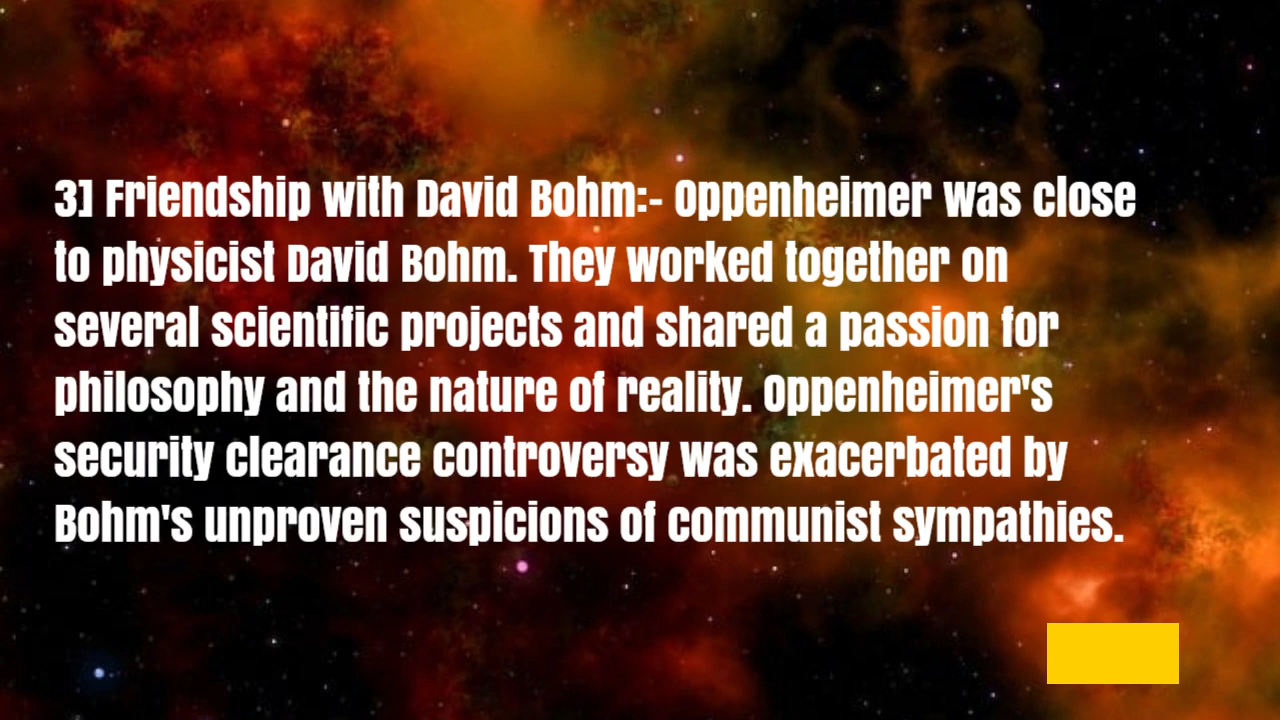 3] Friendship with David Bohm:- Oppenheimer was close
to physicist David Bohm. They worked together on
several scientific projects and shared a passion for
philosophy and the nature of reality. Oppenheimer's
security clearance controversy was exacerbated by
Bohm's unproven suspicions of communist sympathies.